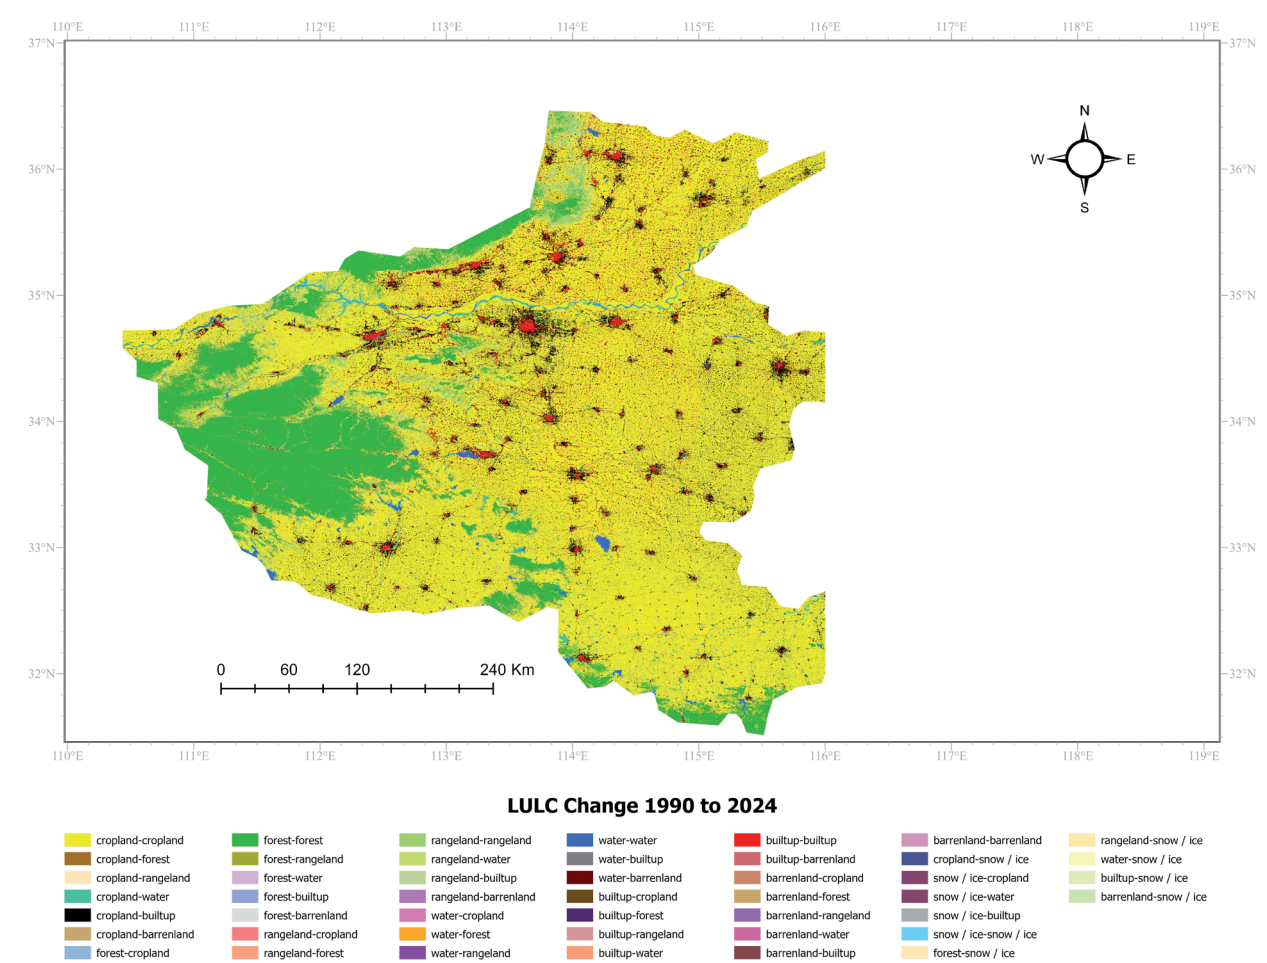 110°E 111°E 112°E 113°E 114°E 115°E 116°E 117°E 118°E 119°E
37°N 37°N
N
36°N W E 36°N
S
35°N 35°N
34°N 34°N
33°N 33°N
0 60 120 240 Km
32°N 32°N
110°E 111°E 112°E 113°E 114°E 115°E 116°E 117°E 118°E 119°E
LULC Change 1990 to 2024
cropland-cropland forest-forest rangeland-rangeland water-water builtup-builtup barrenland-barrenland rangeland-snow / ice
cropland-forest forest-rangeland rangeland-water water-builtup builtup-barrenland cropland-snow / ice water-snow / ice
cropland-rangeland forest-water rangeland-builtup water-barrenland barrenland-cropland snow / ice-cropland builtup-snow / ice
cropland-water forest-builtup rangeland-barrenland builtup-cropland barrenland-forest snow / ice-water barrenland-snow / ice
cropland-builtup forest-barrenland water-cropland builtup-forest barrenland-rangeland snow / ice-builtup
cropland-barrenland rangeland-cropland water-forest builtup-rangeland barrenland-water snow / ice-snow / ice
forest-cropland rangeland-forest water-rangeland builtup-water barrenland-builtup forest-snow / ice